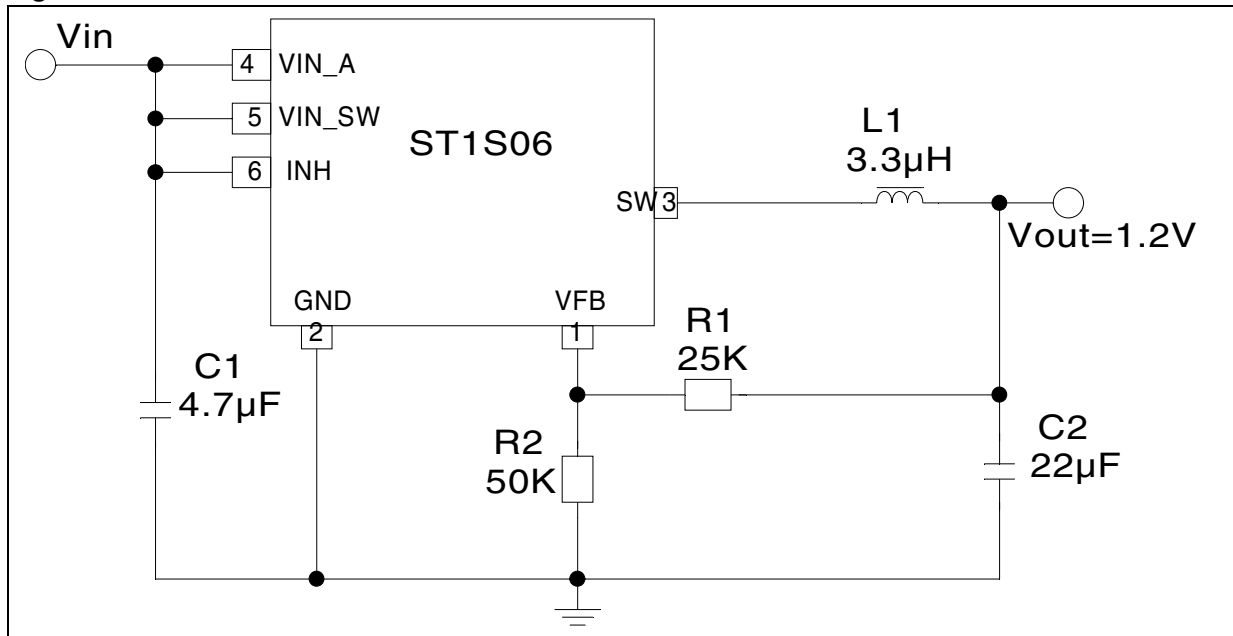 Vin
4 VIN_A
5 VIN_SW
6 INH
ST1S06
L1
3.3µH
SW 3
Vout=1.2V
GND
2
VFB
1
R1
25K
C1
4.7µF
R2
50K
C2
22µF